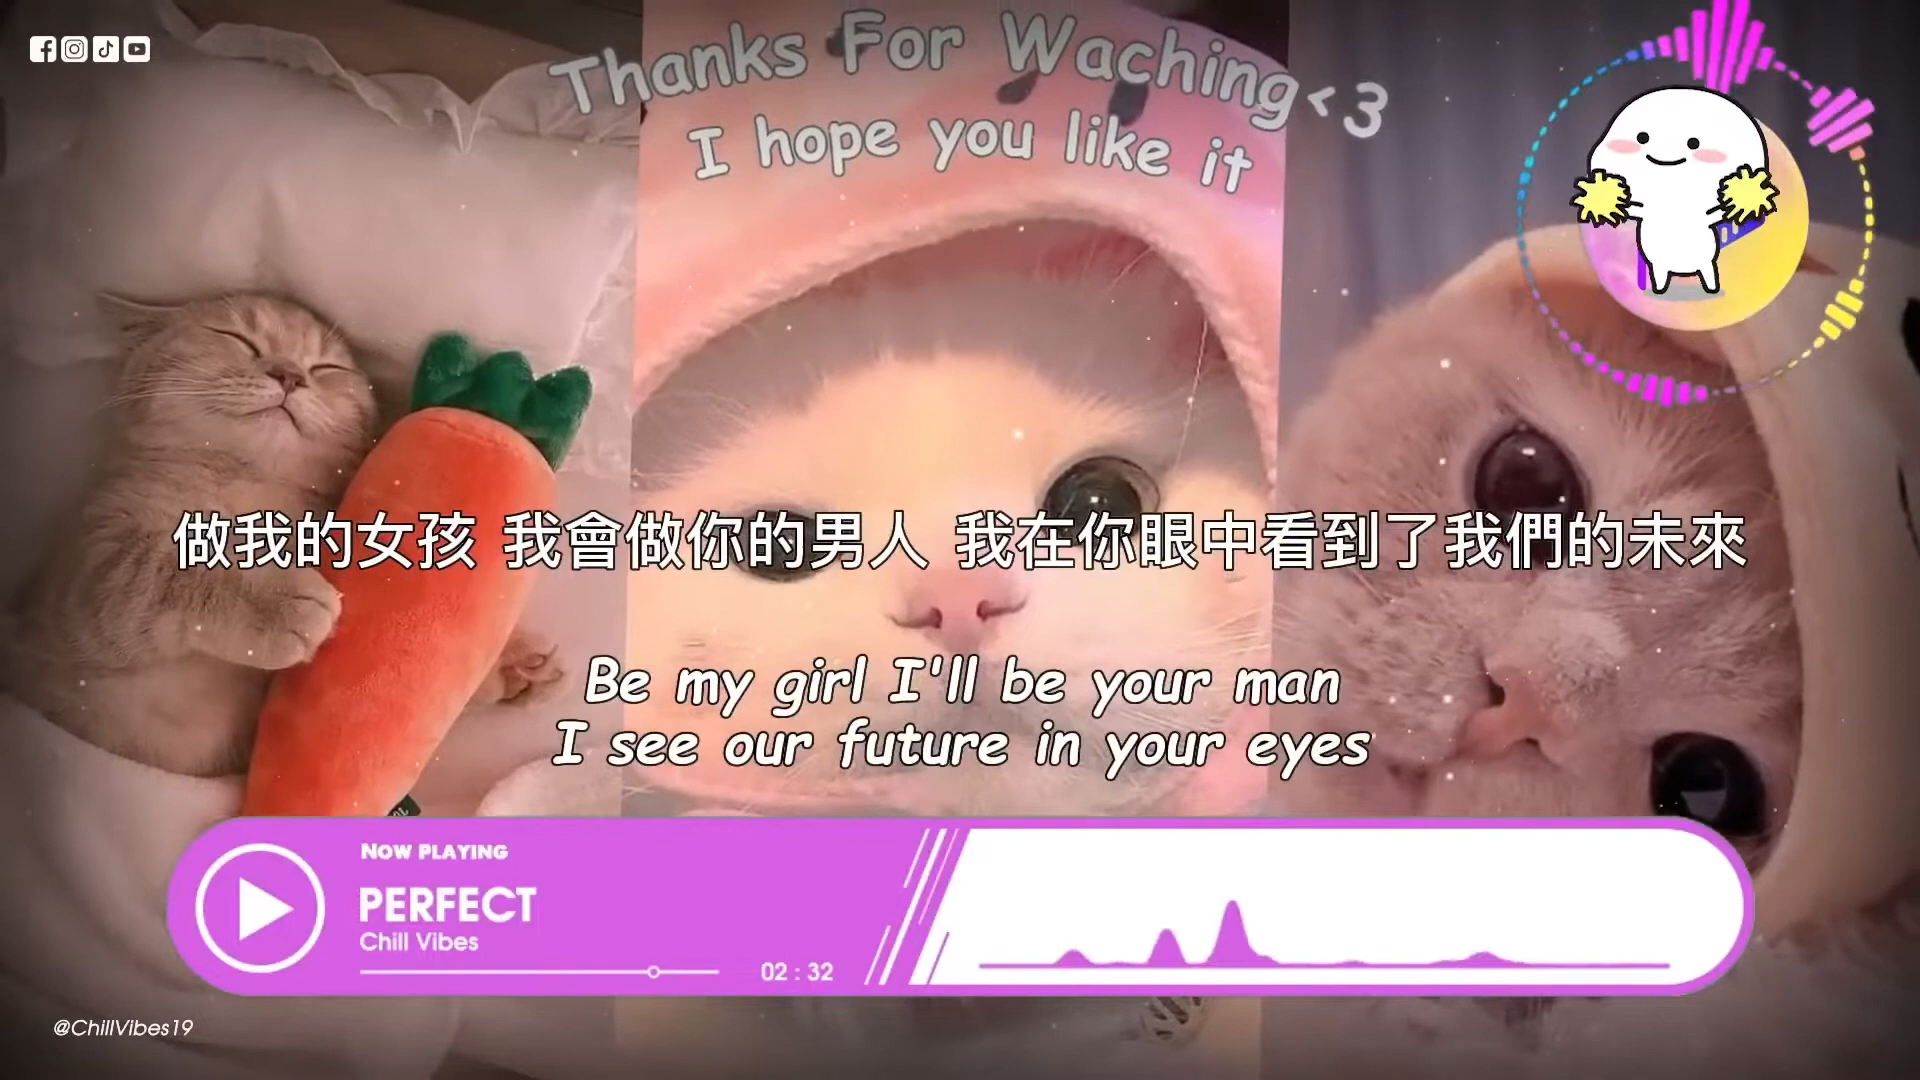 Thanks For Waching<3
I hope you like it
做我的女孩 我會做你的男人 我在你眼中看到了我們的未來
Be my girl I'll be your man
I see our future in your eyes
NOW PLAYING
PERFECT
Chill Vibes
02 : 32
@ChillVibes19